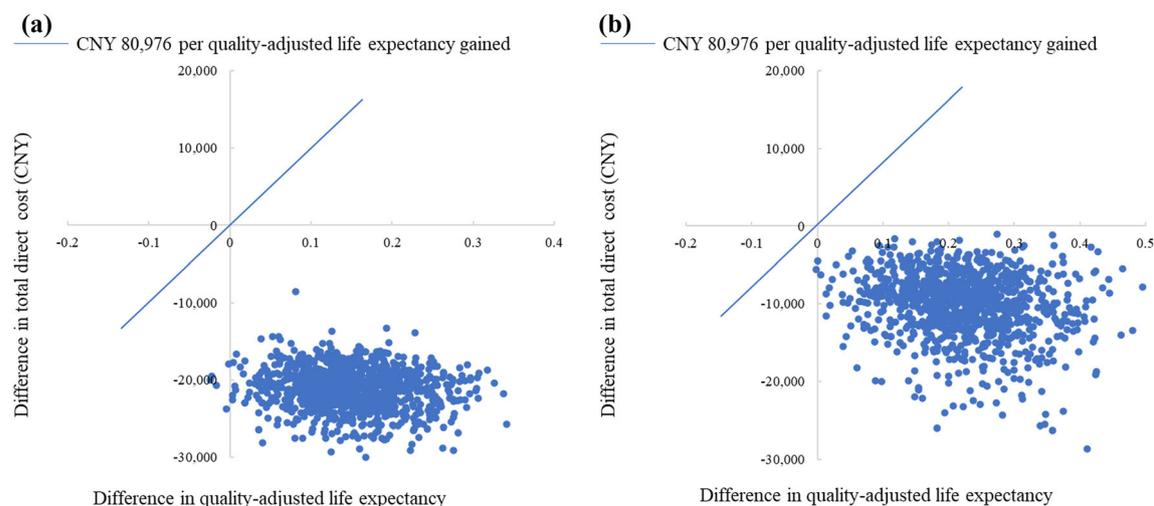 (a)
CNY 80,976 per quality-adjusted life expectancy gained
20,000
10,000
0
-10,000
-20,000
-30,000
-0.2 -0.1 0 0.1 0.2 0.3 0.4
Difference in total direct cost (CNY)
Difference in quality-adjusted life expectancy
(b)
CNY 80,976 per quality-adjusted life expectancy gained
20,000
10,000
0
-10,000
-20,000
-30,000
-0.2 -0.1 0 0.1 0.2 0.3 0.4 0.5
Difference in total direct cost (CNY)
Difference in quality-adjusted life expectancy